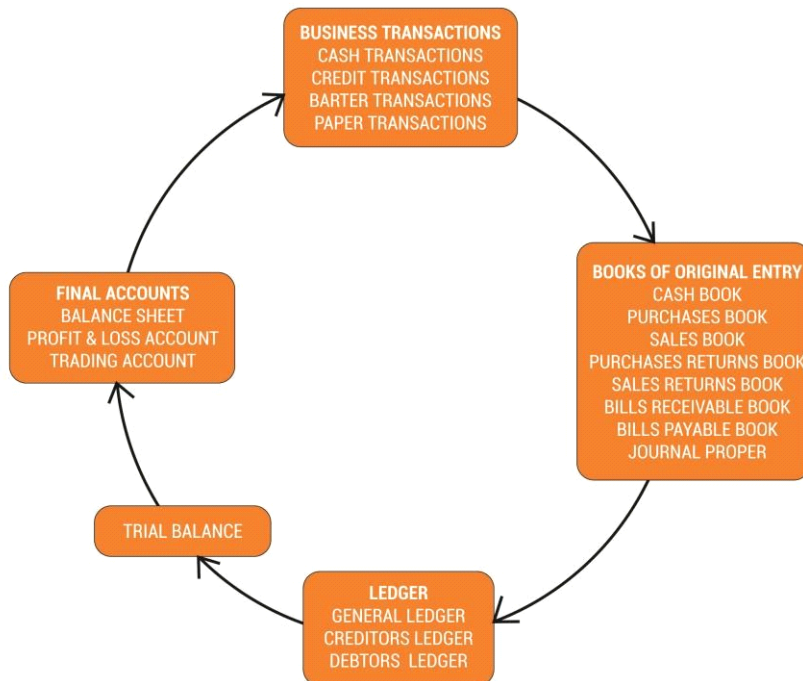 BUSINESS TRANSACTIONS
CASH TRANSACTIONS
CREDIT TRANSACTIONS
BARTER TRANSACTIONS
PAPER TRANSACTIONS
BOOKS OF ORIGINAL ENTRY
CASH BOOK
PURCHASES BOOK
SALES BOOK
PURCHASES RETURNS BOOK
SALES RETURNS BOOK
BILLS RECEIVABLE BOOK
BILLS PAYABLE BOOK
JOURNAL PROPER
LEDGER
GENERAL LEDGER
CREDITORS LEDGER
DEBTORS LEDGER
TRIAL BALANCE
FINAL ACCOUNTS
BALANCE SHEET
PROFIT & LOSS ACCOUNT
TRADING ACCOUNT